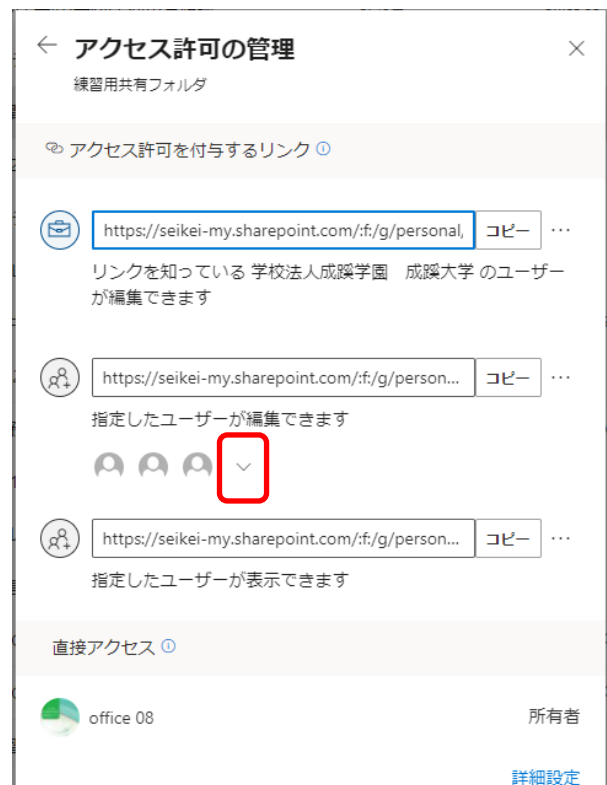 アクセス許可の管理
練習用共有フォルダ
アクセス許可を付与するリンク
https://seikei-my.sharepoint.com/:f:/g/personal, コピー ...
リンクを知っている 学校法人成蹊学園　成蹊大学 のユーザー
が編集できます
https://seikei-my.sharepoint.com/:f:/g/person... コピー ...
指定したユーザーが編集できます
https://seikei-my.sharepoint.com/:f:/g/person... コピー ...
指定したユーザーが表示できます
直接アクセス
office 08 所有者
詳細設定